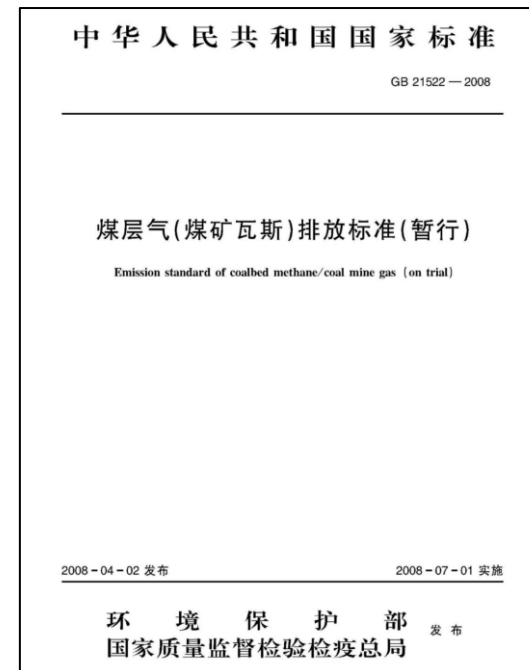 中华人民共和国国家标准
GB 21522—2008
煤层气(煤矿瓦斯)排放标准(暂行)
Emission standard of coalbed methane/coal mine gas (on trial)
2008-04-02 发布 2008-07-01 实施
环境保护部
国家质量监督检验检疫总局 发布